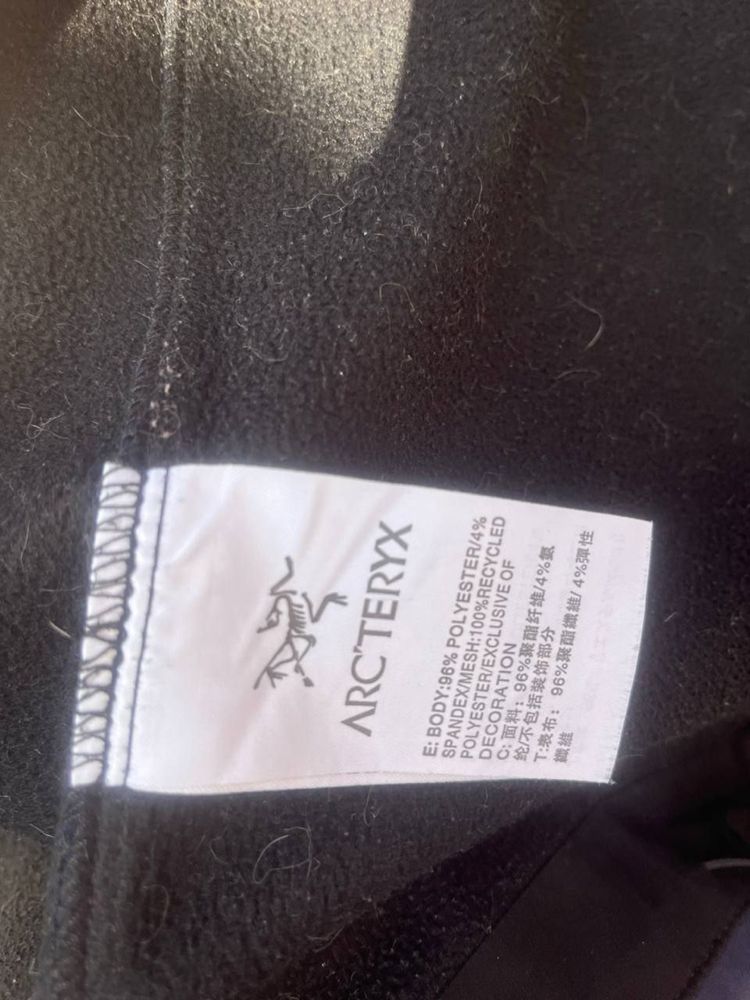 ARC'TERYX
E: BODY:96% POLYESTER/4%
SPANDEX/MESH:100%RECYCLED
POLYESTER/EXCLUSIVE OF
DECORATION
C: 面料：96%聚酯纤维/4%氨
纶/不包括装饰部分
T:表布： 96%聚酯纖維/ 4%彈性
纖維